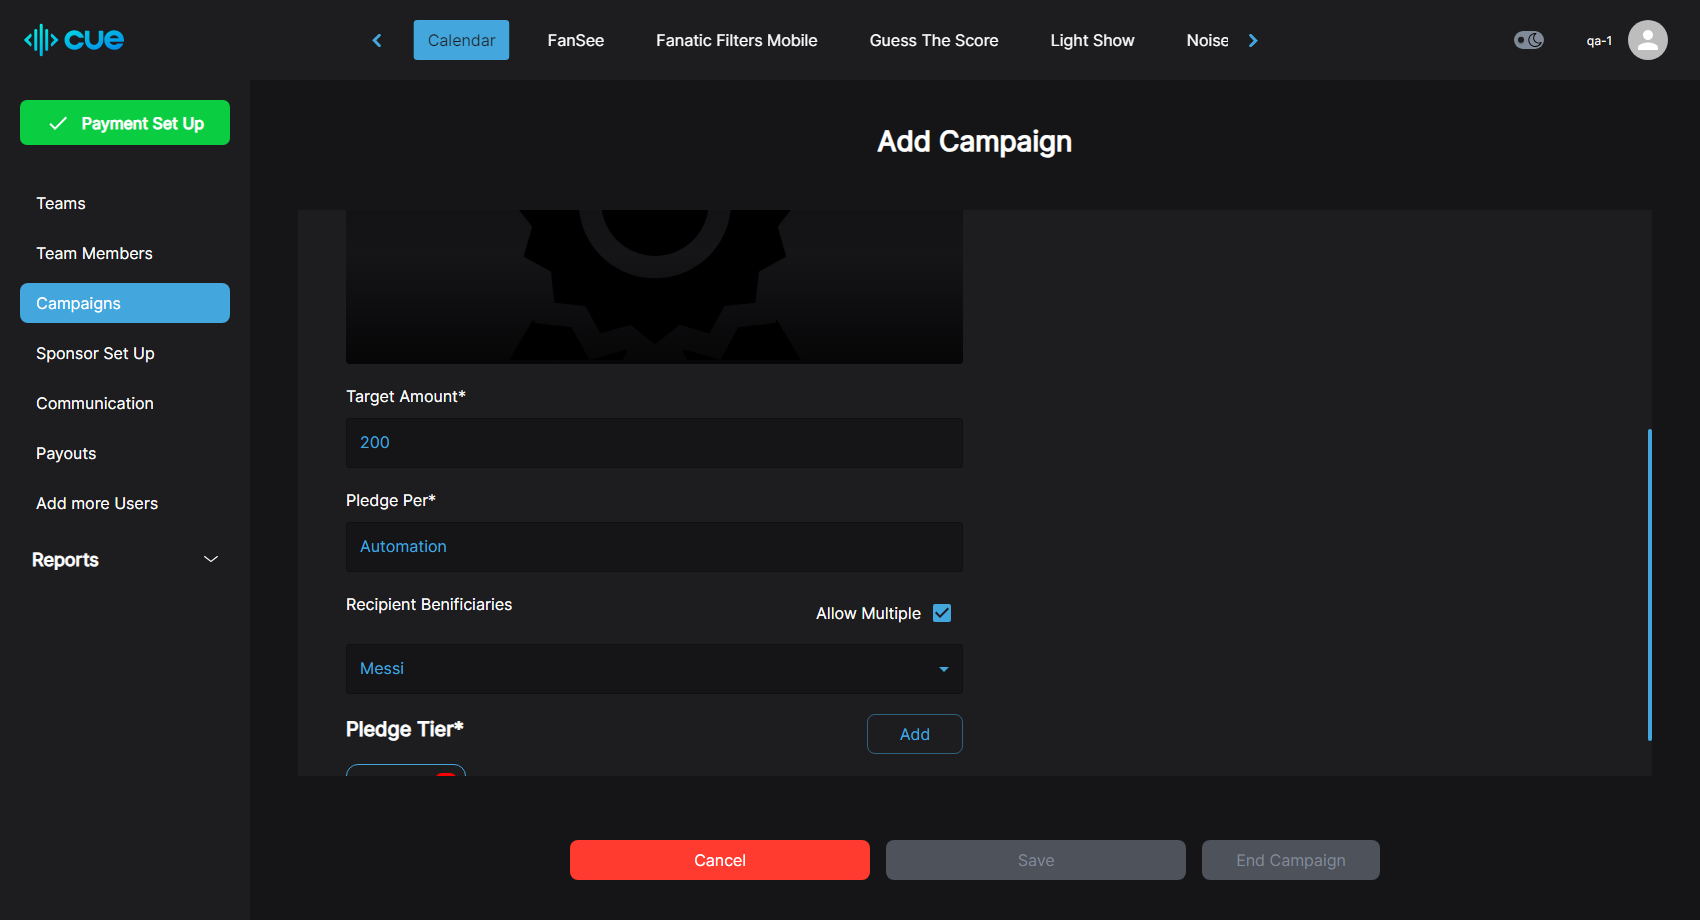 cue
Calendar
FanSee
Fanatic Filters Mobile
Guess The Score
Light Show
Noise
qa-1
Payment Set Up
Teams
Team Members
Campaigns
Sponsor Set Up
Communication
Payouts
Add more Users
Reports
Add Campaign
Target Amount*
200
Pledge Per*
Automation
Recipient Benificiaries
Allow Multiple
Messi
Pledge Tier*
Add
Cancel
Save
End Campaign